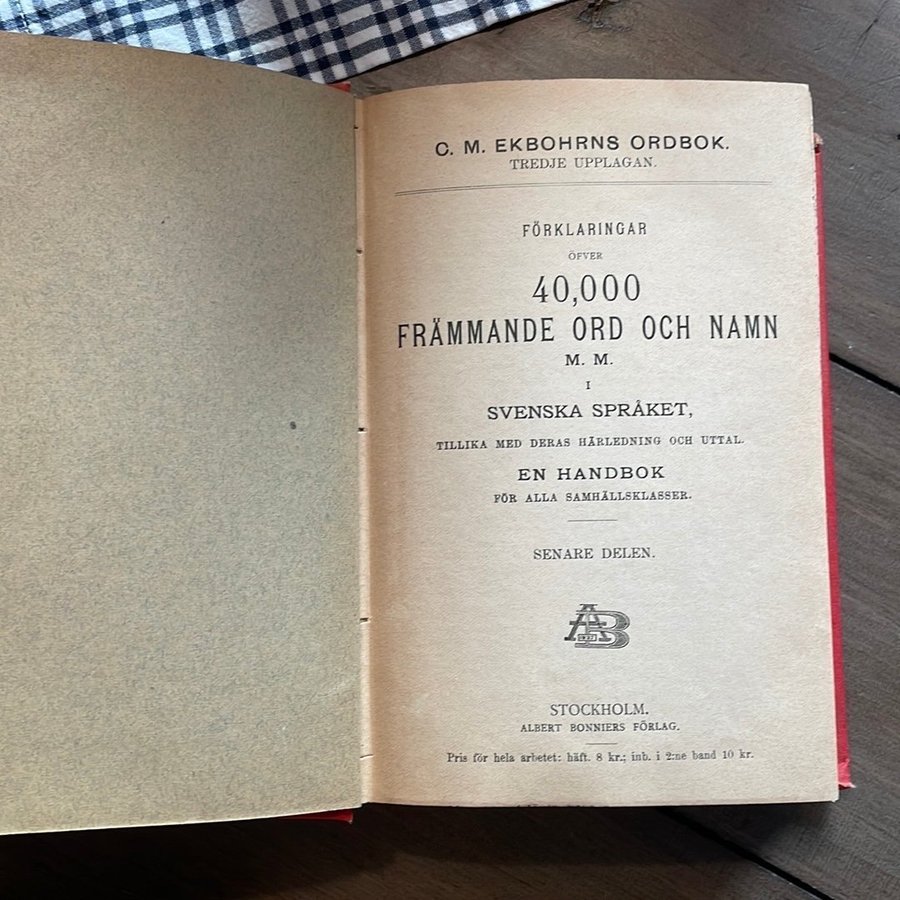 C. M. EKBOHRNS ORDBOK.
TREDJE UPPLAGAN.
FÖRKLARINGAR
ÖFVER
40,000
FRÄMMANDE ORD OCH NAMN
M. M.
I
SVENSKA SPRÅKET,
TILLIKA MED DERAS HÄRLEDNING OCH UTTAL.
EN HANDBOK
FÖR ALLA SAMHÄLLSKLASSER.
SENARE DELEN.
AB
STOCKHOLM.
ALBERT BONNIERS FÖRLAG.
Pris för hela arbetet: häft. 8 kr.; inb. i 2:ne band 10 kr.